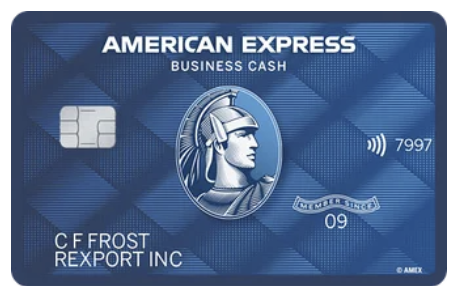 AMERICAN EXPRESS
BUSINESS CASH
7997
MEMBER SINCE
09
C F FROST
REXPORT INC
© AMEX